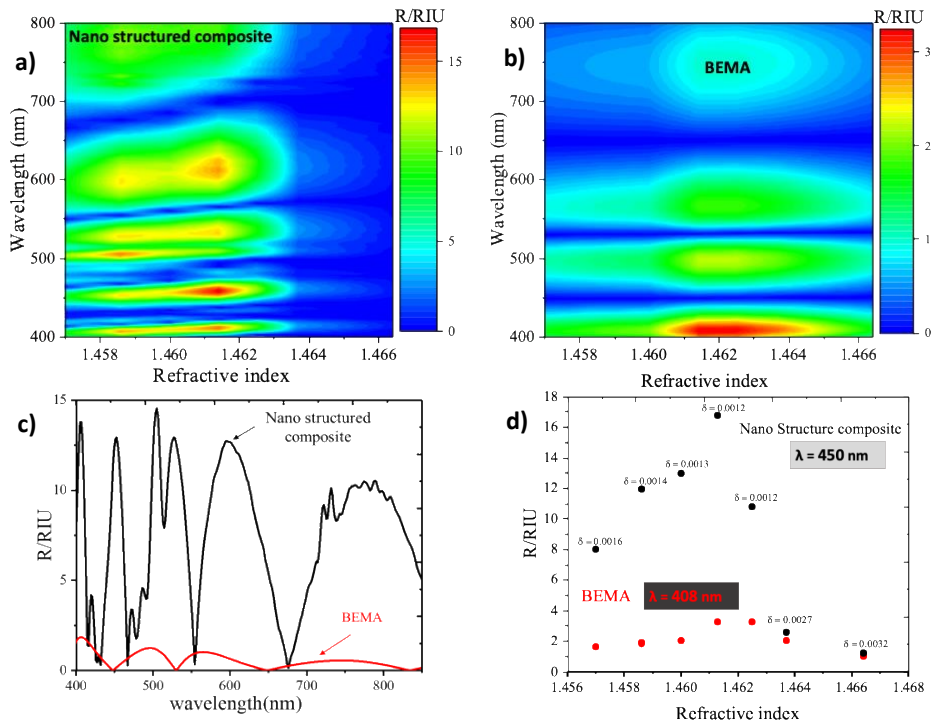 a)
Nano structured composite
R/RIU
800
700
600
500
400
Wavelength (nm)
1.458
1.460
1.462
1.464
1.466
Refractive index
15
10
5
0
b)
BEMA
R/RIU
800
700
600
500
400
Wavelength (nm)
1.458
1.460
1.462
1.464
1.466
Refractive index
3
2
1
0
c)
Nano structured
composite
BEMA
R/RIU
15
10
5
0
400
500
600
700
800
wavelength(nm)
d)
Nano Structure composite
λ = 450 nm
BEMA
λ = 408 nm
δ = 0.0016
δ = 0.0014
δ = 0.0013
δ = 0.0012
δ = 0.0012
δ = 0.0027
δ = 0.0032
R/RIU
18
16
14
12
10
8
6
4
2
0
1.456
1.458
1.460
1.462
1.464
1.466
1.468
Refractive index